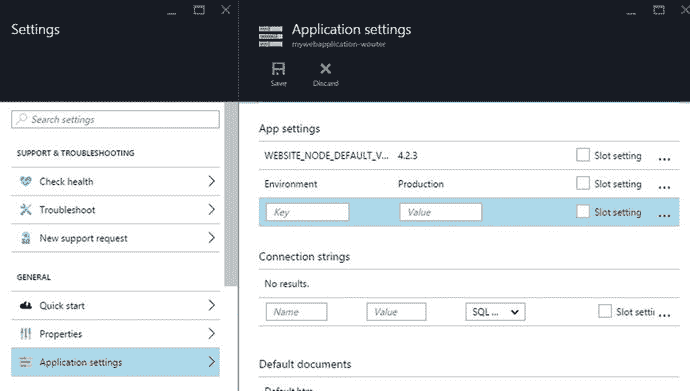 Settings
Search settings
SUPPORT & TROUBLESHOOTING
Check health
Troubleshoot
New support request
GENERAL
Quick start
Properties
Application settings
Application settings
mywebapplication-wouter
Save Discard
App settings
WEBSITE_NODE_DEFAULT_V... 4.2.3 Slot setting ...
Environment Production Slot setting ...
Key Value Slot setting ...
Connection strings
No results.
Name Value SQL ... Slot setti ...
Default documents
Default.htm